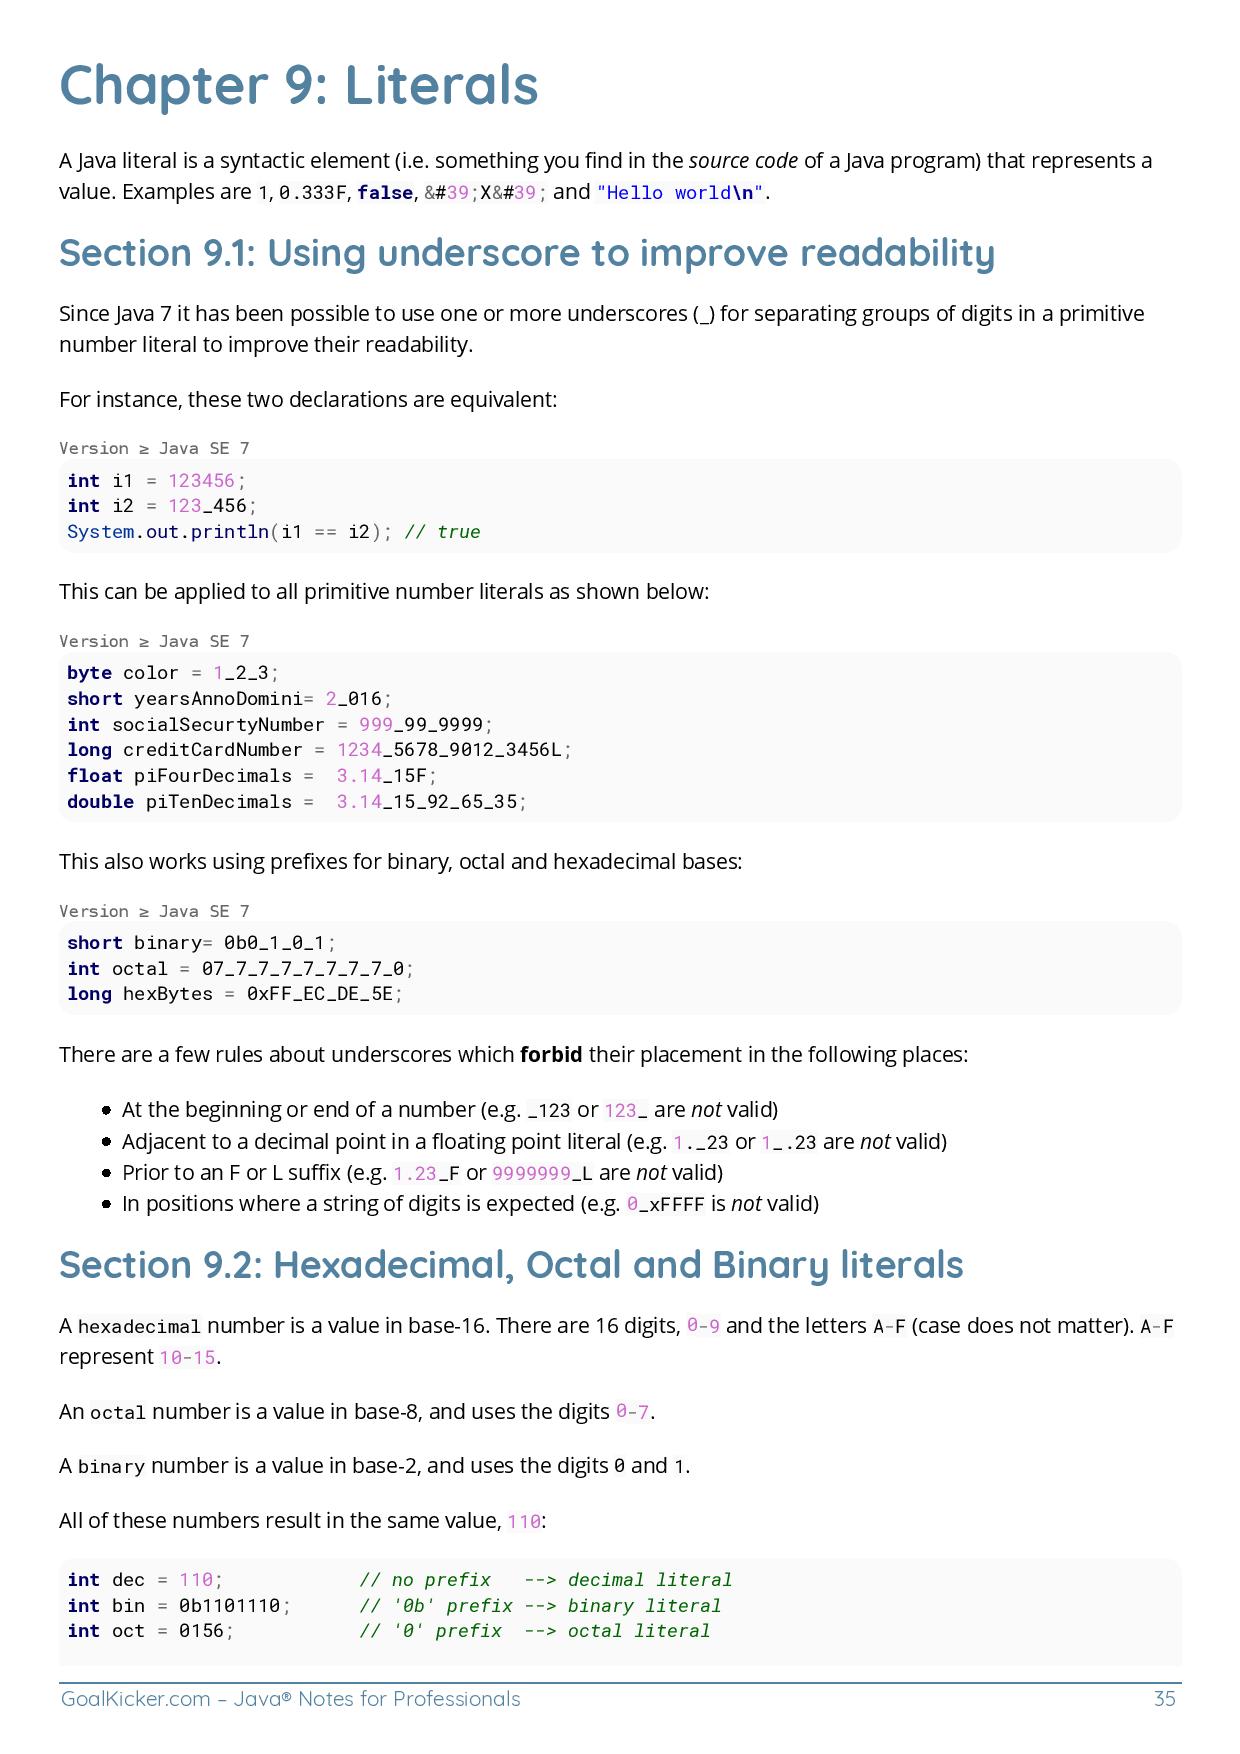 Chapter 9: Literals
A Java literal is a syntactic element (i.e. something you find in the source code of a Java program) that represents a
value. Examples are 1, 0.333F, false, &#39;X&#39; and "Hello world\n".
Section 9.1: Using underscore to improve readability
Since Java 7 it has been possible to use one or more underscores (_) for separating groups of digits in a primitive
number literal to improve their readability.
For instance, these two declarations are equivalent:
Version ≥ Java SE 7
int i1 = 123456;
int i2 = 123_456;
System.out.println(i1 == i2); // true
This can be applied to all primitive number literals as shown below:
Version ≥ Java SE 7
byte color = 1_2_3;
short yearsAnnoDomini= 2_016;
int socialSecurtyNumber = 999_99_9999;
long creditCardNumber = 1234_5678_9012_3456L;
float piFourDecimals =  3.14_15F;
double piTenDecimals =  3.14_15_92_65_35;
This also works using prefixes for binary, octal and hexadecimal bases:
Version ≥ Java SE 7
short binary= 0b0_1_0_1;
int octal = 07_7_7_7_7_7_7_7_0;
long hexBytes = 0xFF_EC_DE_5E;
There are a few rules about underscores which forbid their placement in the following places:
• At the beginning or end of a number (e.g. _123 or 123_ are not valid)
• Adjacent to a decimal point in a floating point literal (e.g. 1._23 or 1_.23 are not valid)
• Prior to an F or L suffix (e.g. 1.23_F or 9999999_L are not valid)
• In positions where a string of digits is expected (e.g. 0_xFFFF is not valid)
Section 9.2: Hexadecimal, Octal and Binary literals
A hexadecimal number is a value in base-16. There are 16 digits, 0-9 and the letters A-F (case does not matter). A-F
represent 10-15.
An octal number is a value in base-8, and uses the digits 0-7.
A binary number is a value in base-2, and uses the digits 0 and 1.
All of these numbers result in the same value, 110:
int dec = 110;            // no prefix   --> decimal literal
int bin = 0b1101110;      // '0b' prefix --> binary literal
int oct = 0156;           // '0' prefix  --> octal literal
GoalKicker.com – Java® Notes for Professionals 35